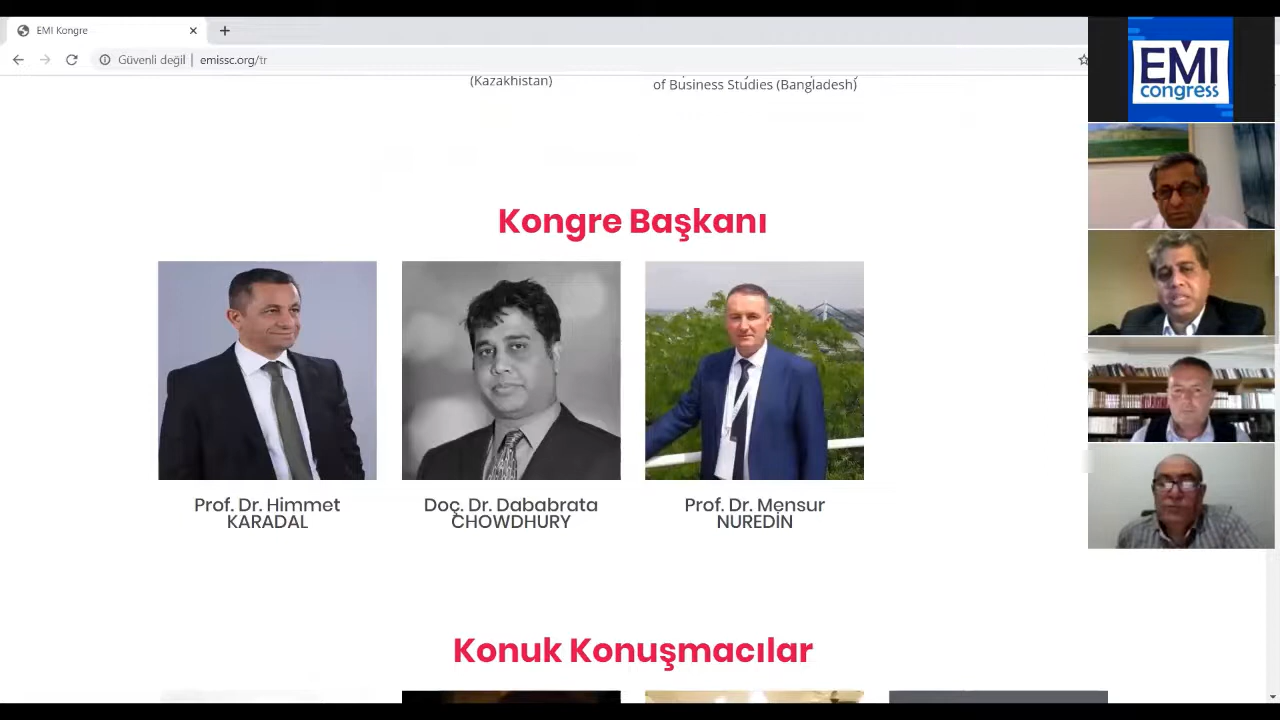 EMI Kongre
Güvenli değil
emissc.org/tr
EMI
congress
(Kazakhistan)
of Business Studies (Bangladesh)
Kongre Başkanı
Prof. Dr. Himmet
KARADAL
Doç. Dr. Dababrata
CHOWDHURY
Prof. Dr. Mensur
NUREDİN
Konuk Konuşmacılar